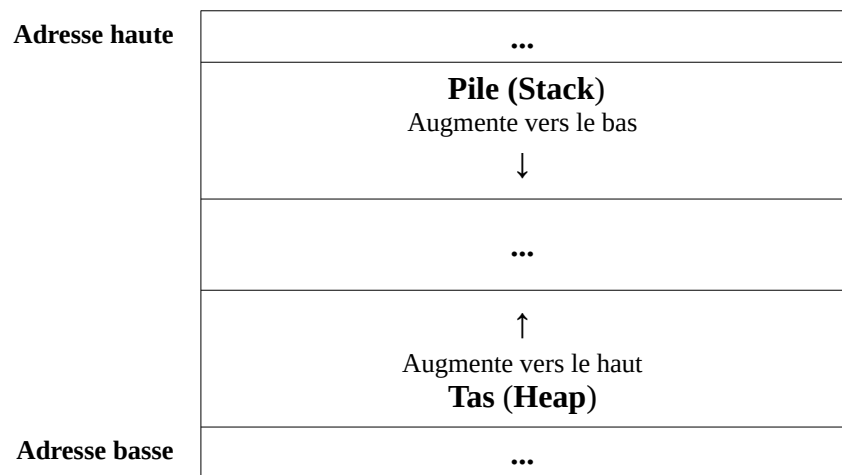 Adresse haute
...
Pile (Stack)
Augmente vers le bas
↓
...
↑
Augmente vers le haut
Tas (Heap)
Adresse basse
...